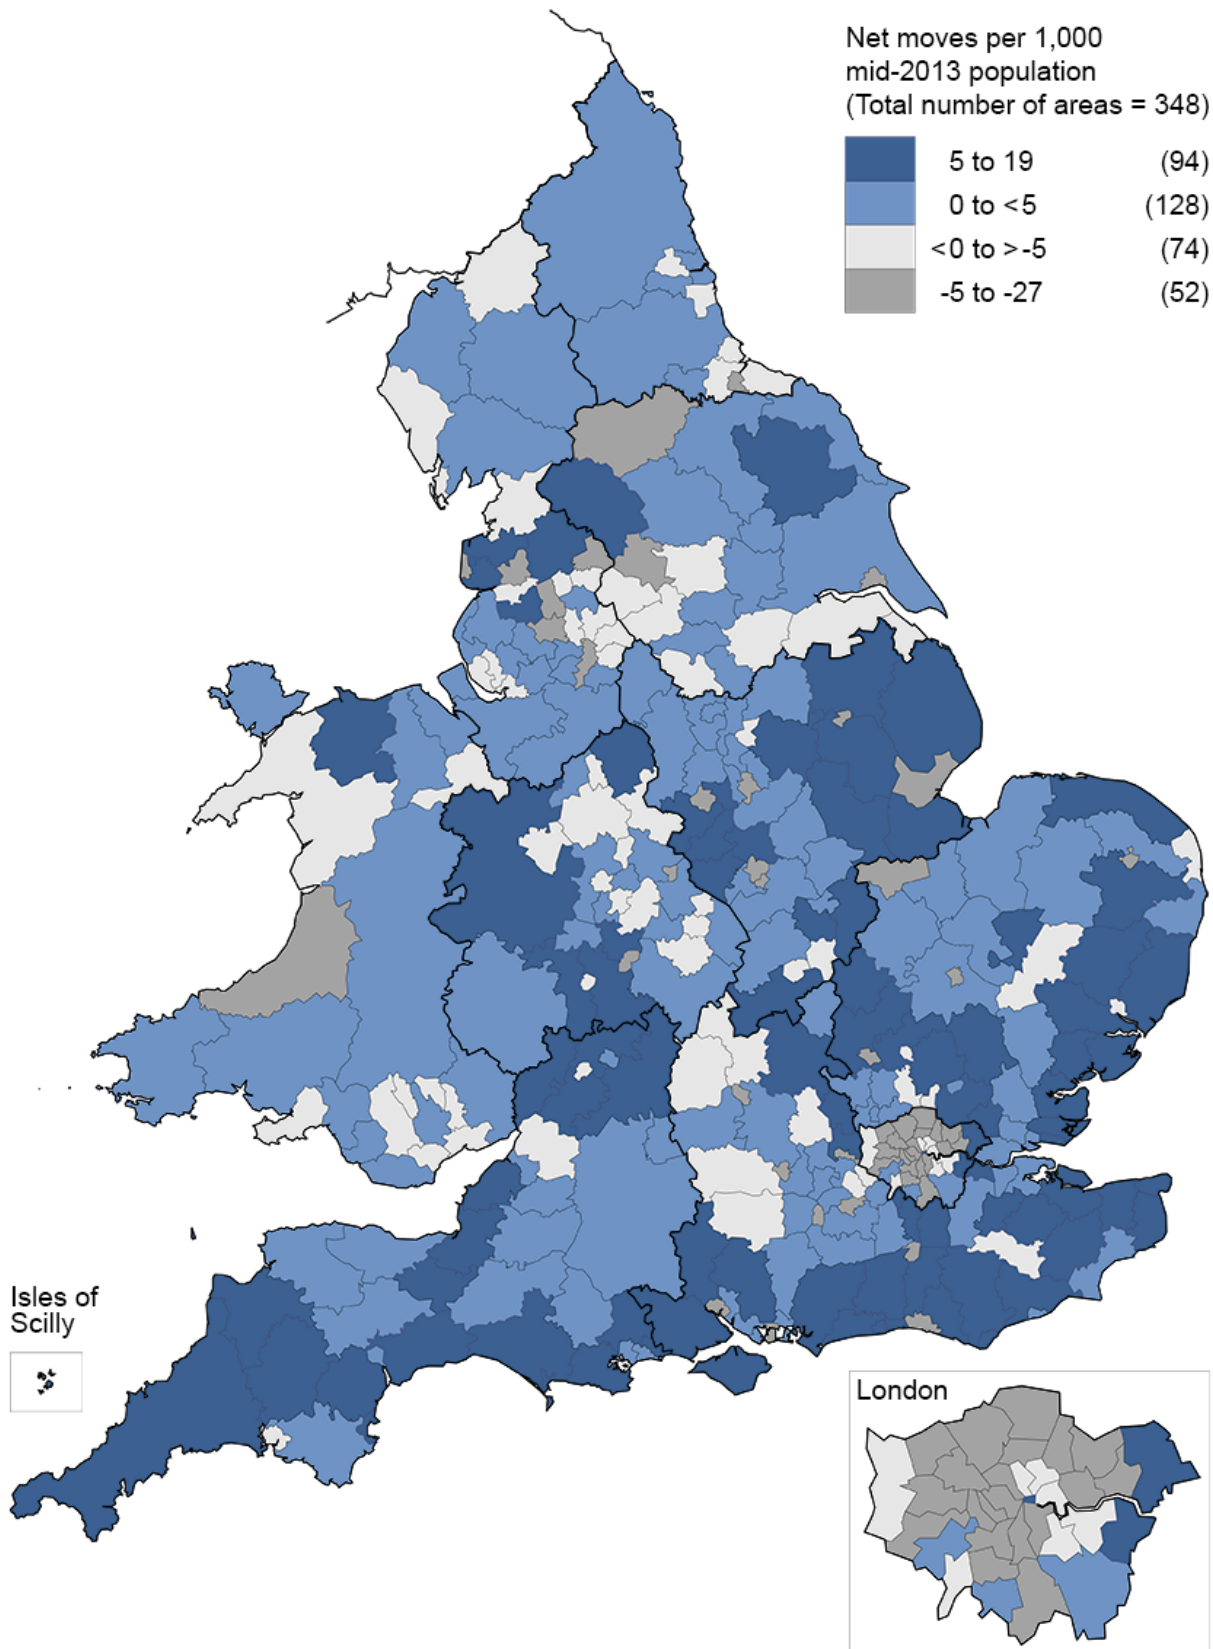 Net moves per 1,000
mid-2013 population
(Total number of areas = 348)
5 to 19 (94)
0 to <5 (128)
<0 to >-5 (74)
-5 to -27 (52)
Isles of
Scilly
London